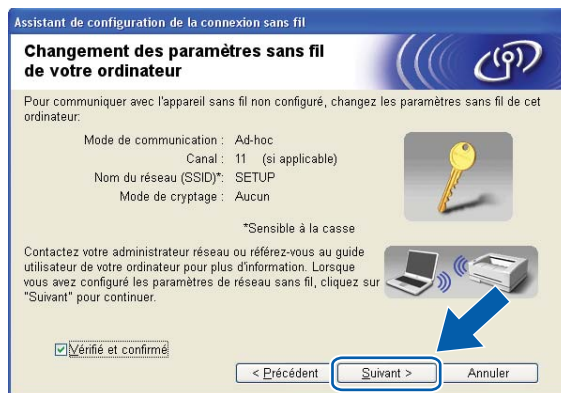 Assistant de configuration de la connexion sans fil
Changement des paramètres sans fil
de votre ordinateur
Pour communiquer avec l'appareil sans fil non configuré, changez les paramètres sans fil de cet
ordinateur:
Mode de communication : Ad-hoc
Canal : 11 (si applicable)
Nom du réseau (SSID)*: SETUP
Mode de cryptage : Aucun
*Sensible à la casse
Contactez votre administrateur réseau ou référez-vous au guide
utilisateur de votre ordinateur pour plus d'information. Lorsque
vous avez configuré les paramètres de réseau sans fil, cliquez sur
"Suivant" pour continuer.
Vérifié et confirmé
< Précédent Suivant > Annuler